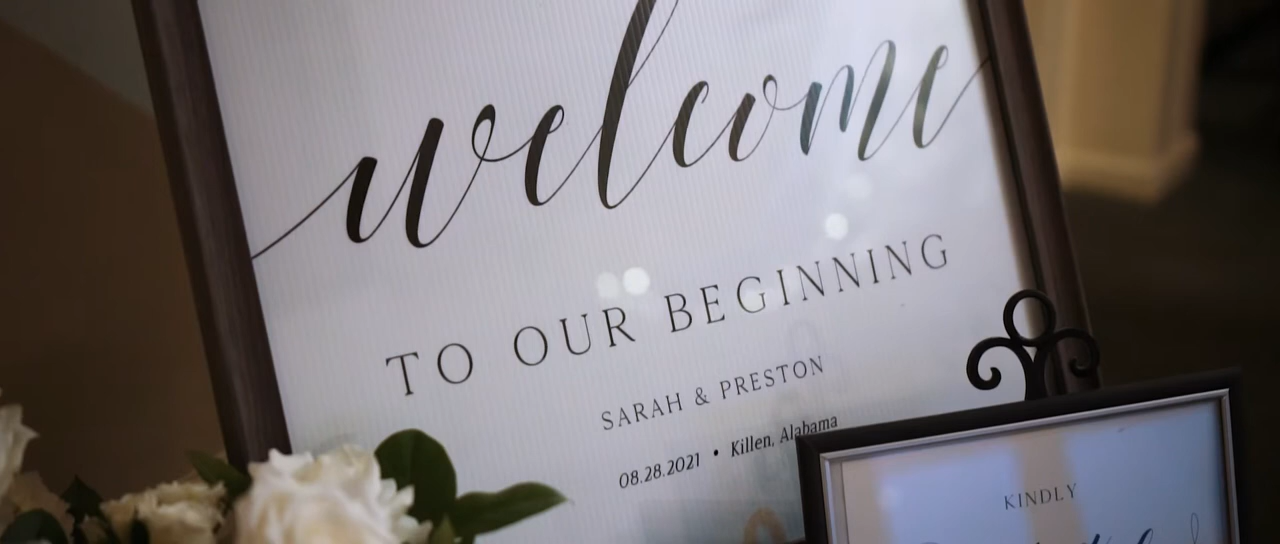 welcome
TO OUR BEGINNING
SARAH & PRESTON
08.28.2021 • Killen, Alabama
KINDLY